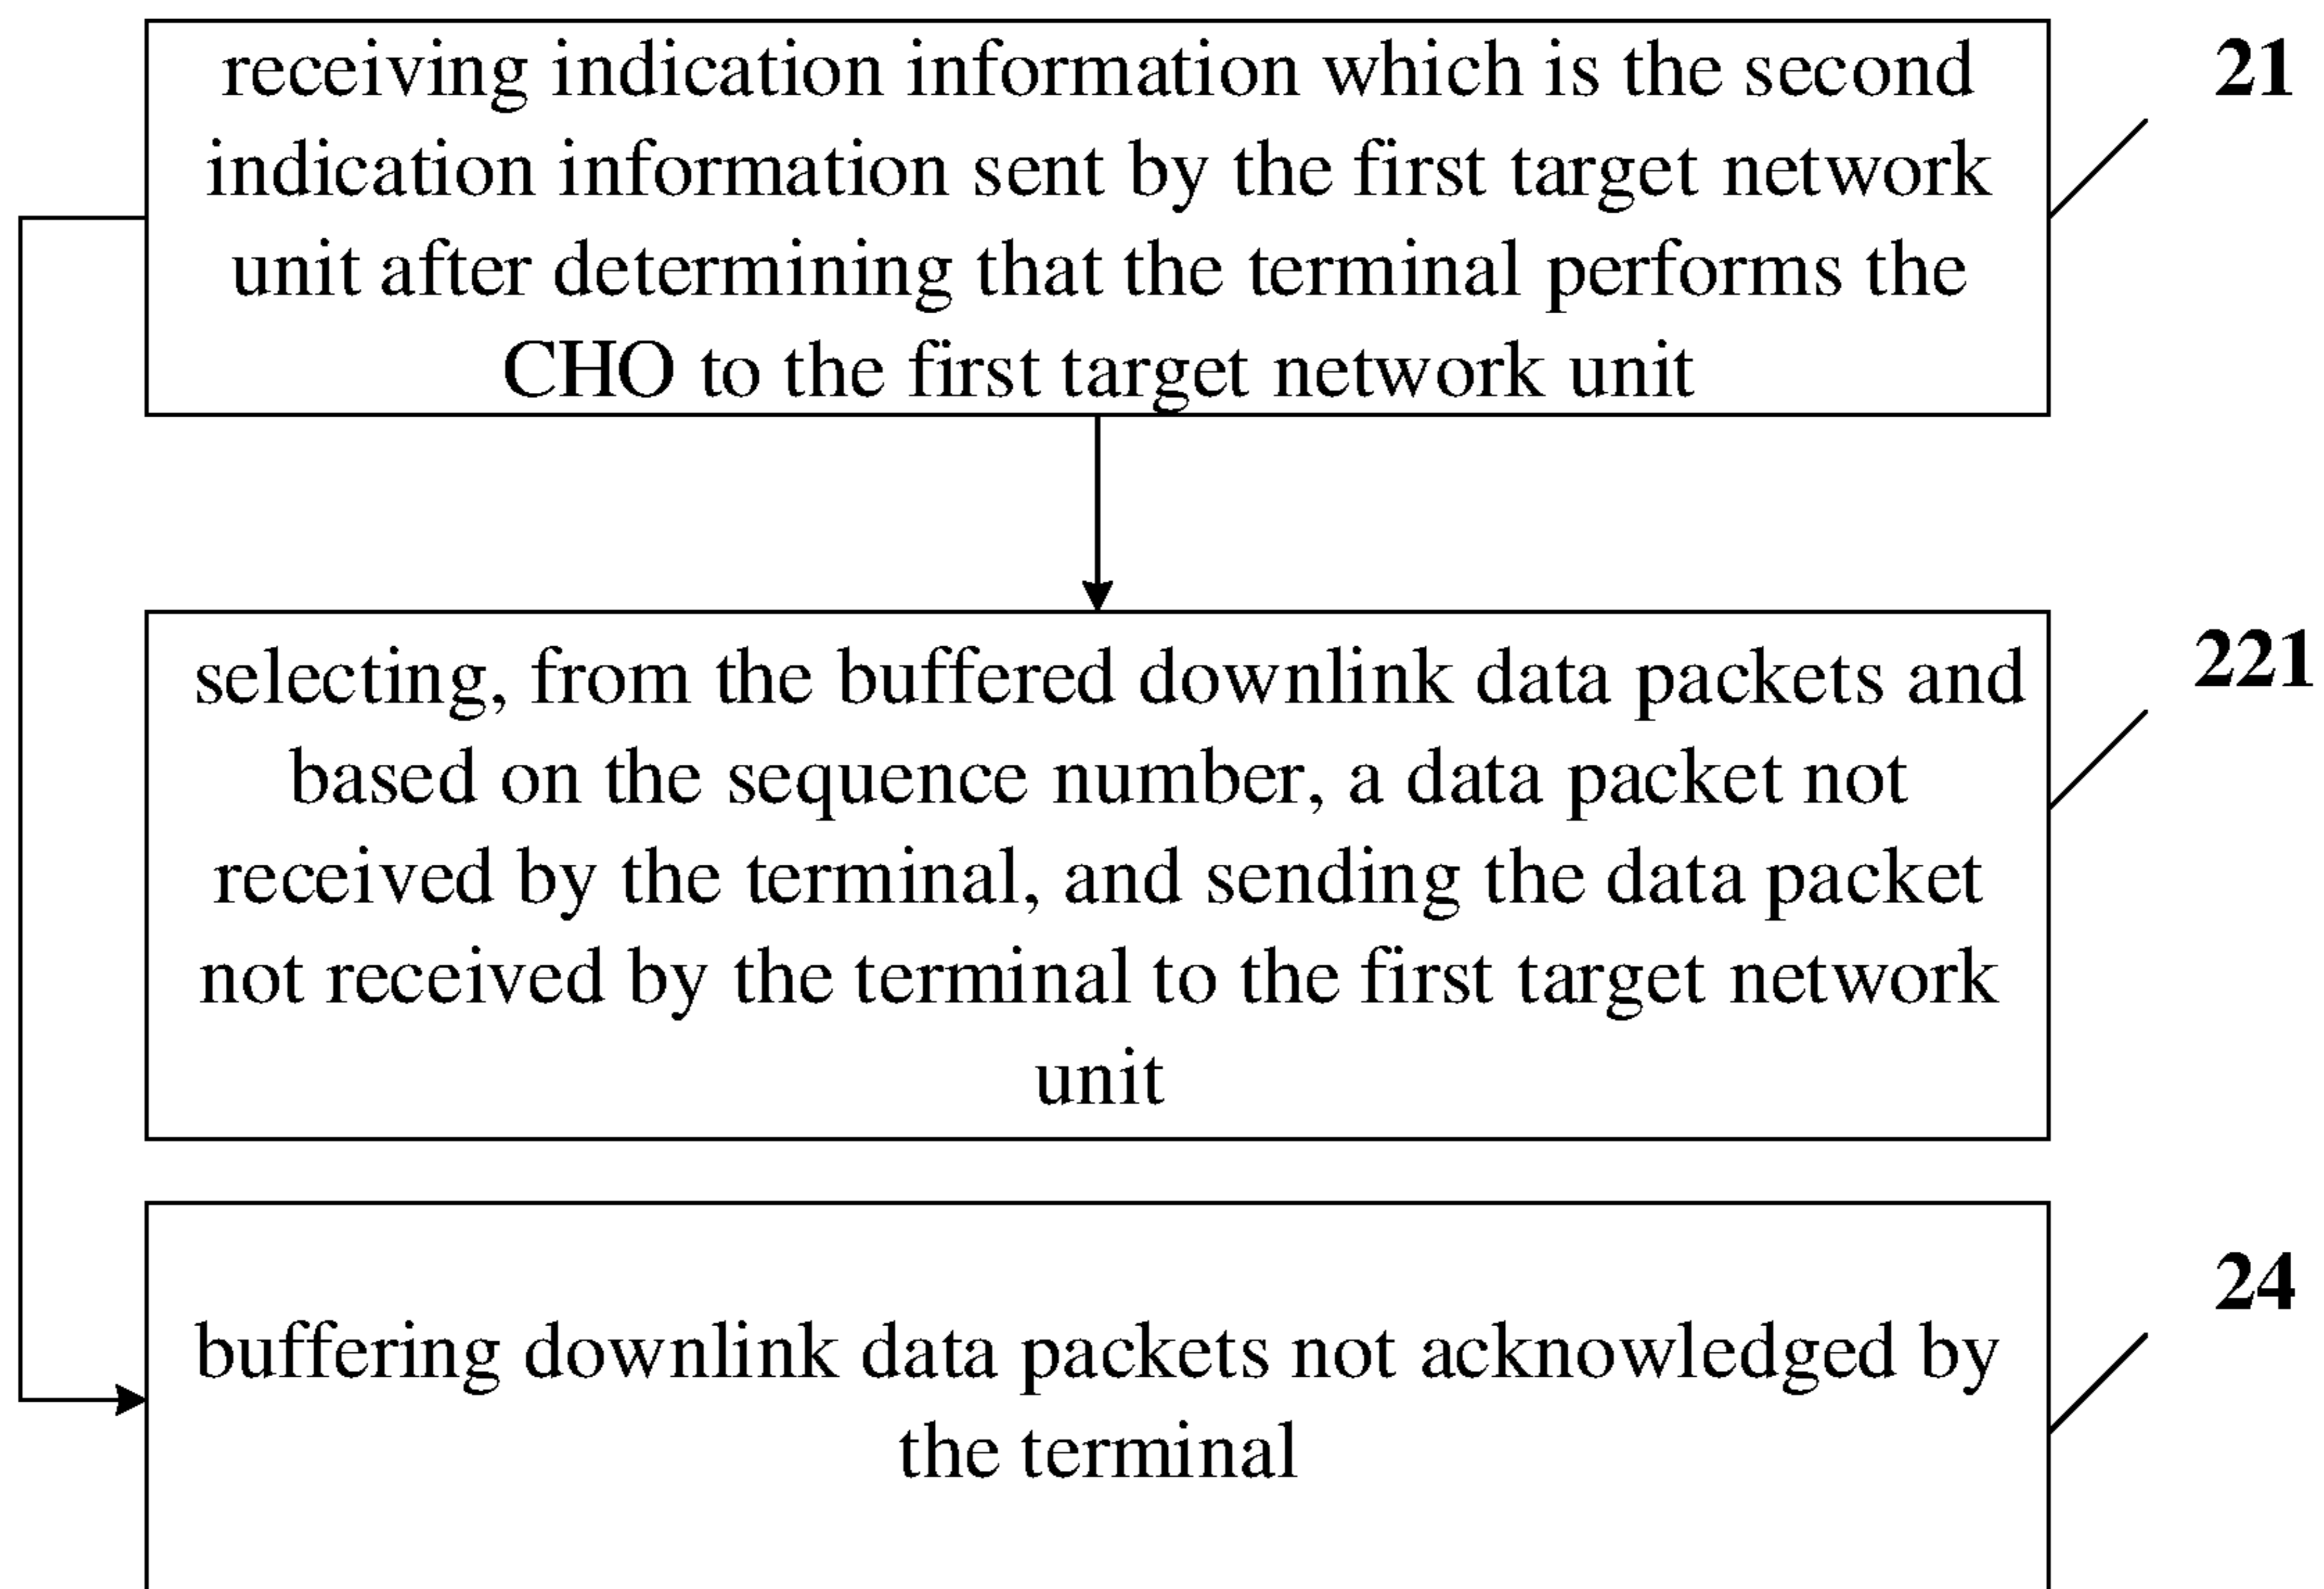 receiving indication information which is the second
indication information sent by the first target network
unit after determining that the terminal performs the
CHO to the first target network unit
21
selecting, from the buffered downlink data packets and
based on the sequence number, a data packet not
received by the terminal, and sending the data packet
not received by the terminal to the first target network
unit
221
buffering downlink data packets not acknowledged by
the terminal
24